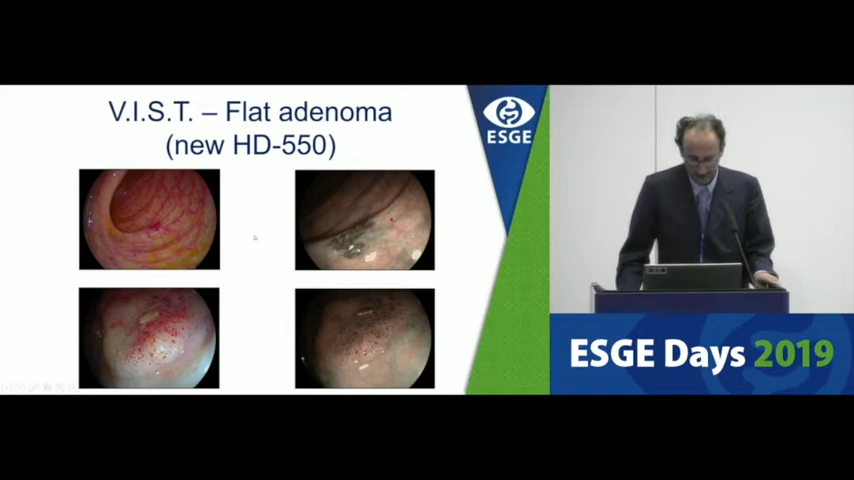 V.I.S.T. – Flat adenoma
(new HD-550)
ESGE
ESGE Days 2019